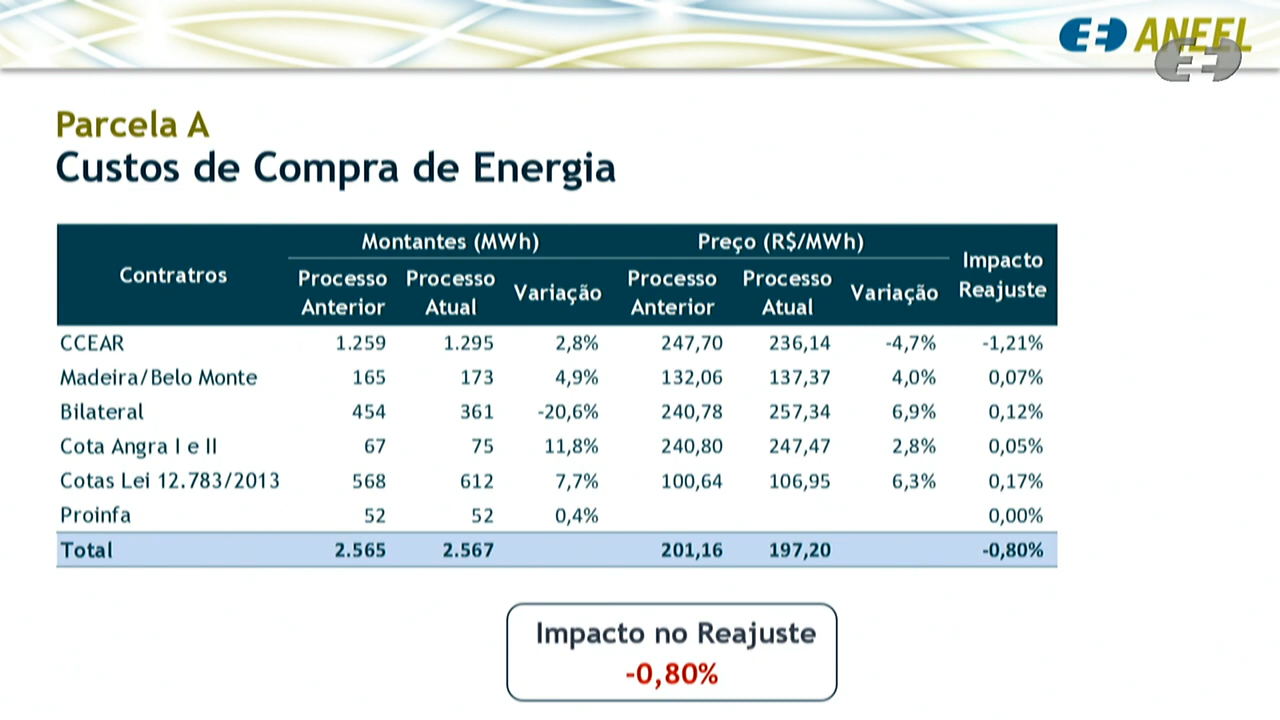 ANEEL
Parcela A
Custos de Compra de Energia
Contratros Montantes (MWh) Preço (R$/MWh) Impacto Reajuste
Processo Anterior Processo Atual Variação Processo Anterior Processo Atual Variação
CCEAR 1.259 1.295 2,8% 247,70 236,14 -4,7% -1,21%
Madeira/Belo Monte 165 173 4,9% 132,06 137,37 4,0% 0,07%
Bilateral 454 361 -20,6% 240,78 257,34 6,9% 0,12%
Cota Angra I e II 67 75 11,8% 240,80 247,47 2,8% 0,05%
Cotas Lei 12.783/2013 568 612 7,7% 100,64 106,95 6,3% 0,17%
Proinfa 52 52 0,4% 0,00%
Total 2.565 2.567 201,16 197,20 -0,80%
Impacto no Reajuste
-0,80%